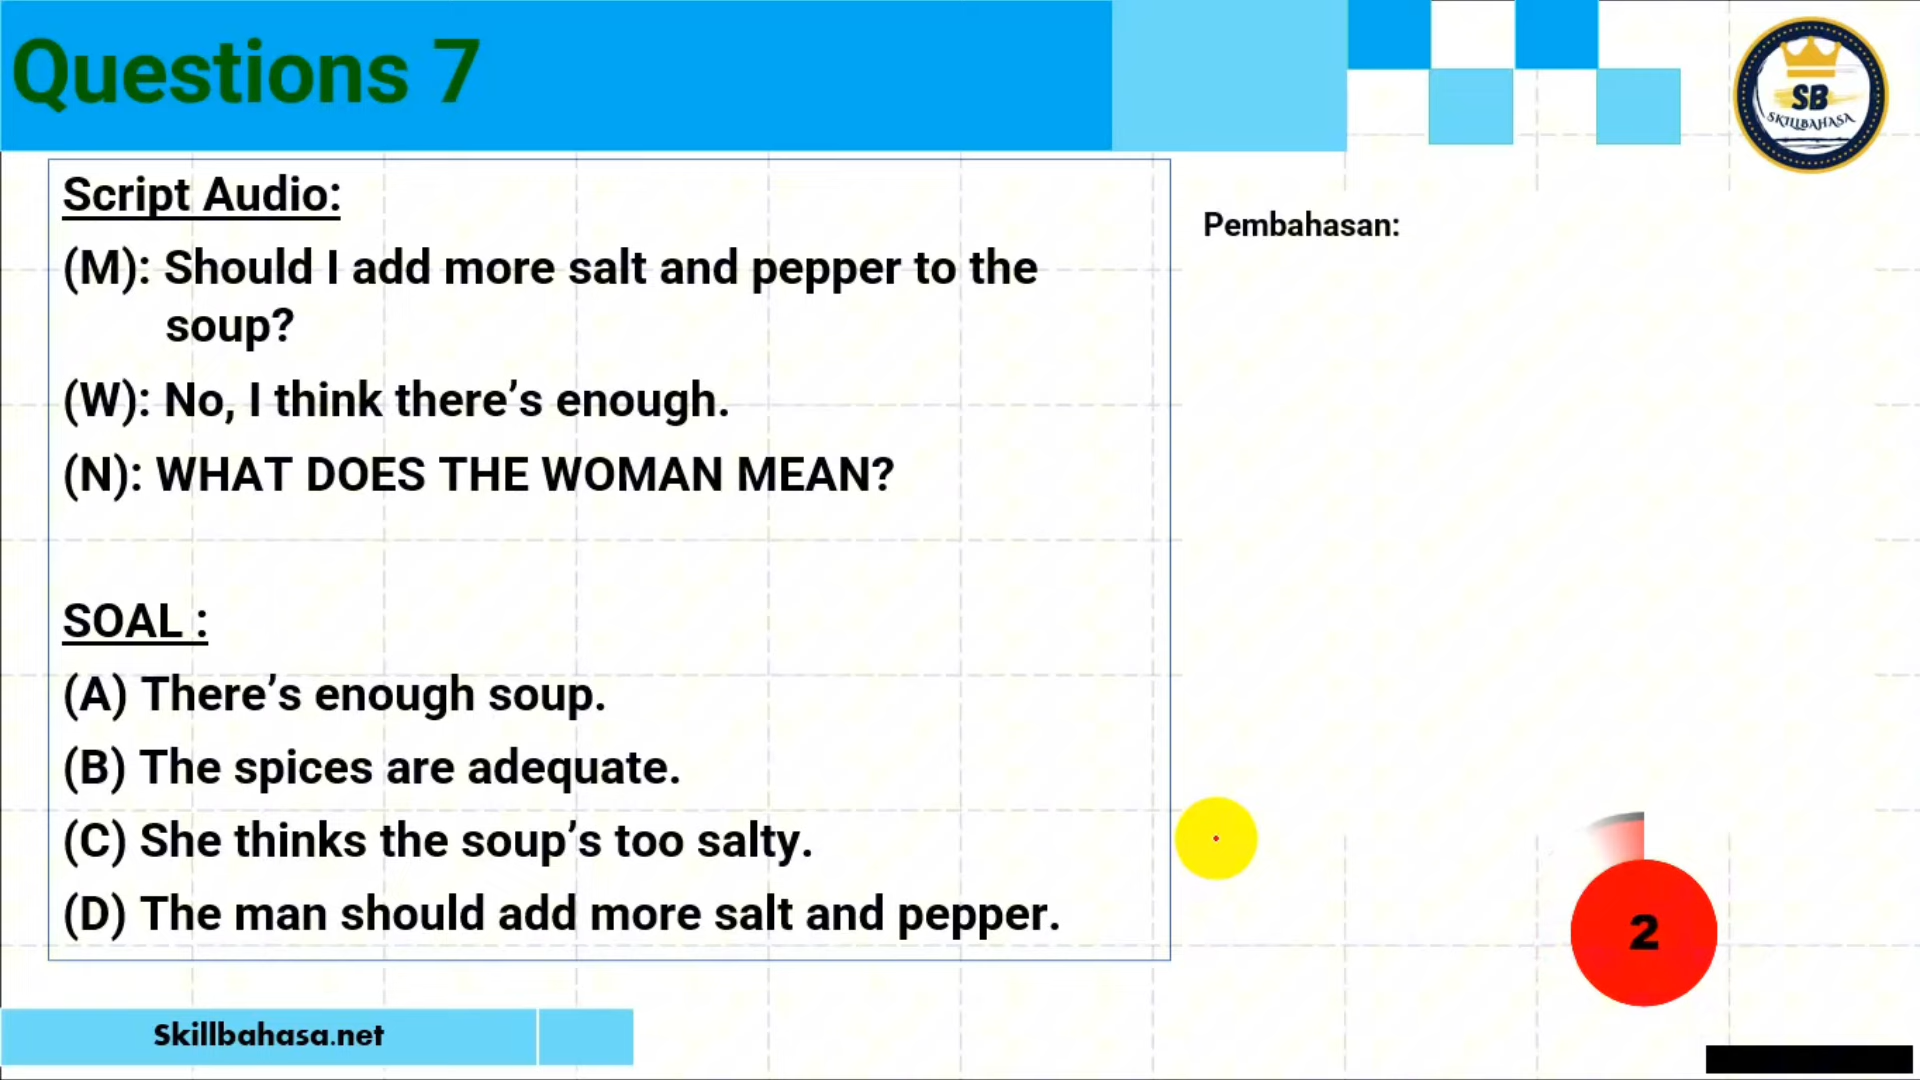 Questions 7
SB
SKILLBAHASA
Script Audio:
(M): Should I add more salt and pepper to the
soup?
(W): No, I think there’s enough.
(N): WHAT DOES THE WOMAN MEAN?
SOAL :
(A) There’s enough soup.
(B) The spices are adequate.
(C) She thinks the soup’s too salty.
(D) The man should add more salt and pepper.
Pembahasan:
2
Skillbahasa.net